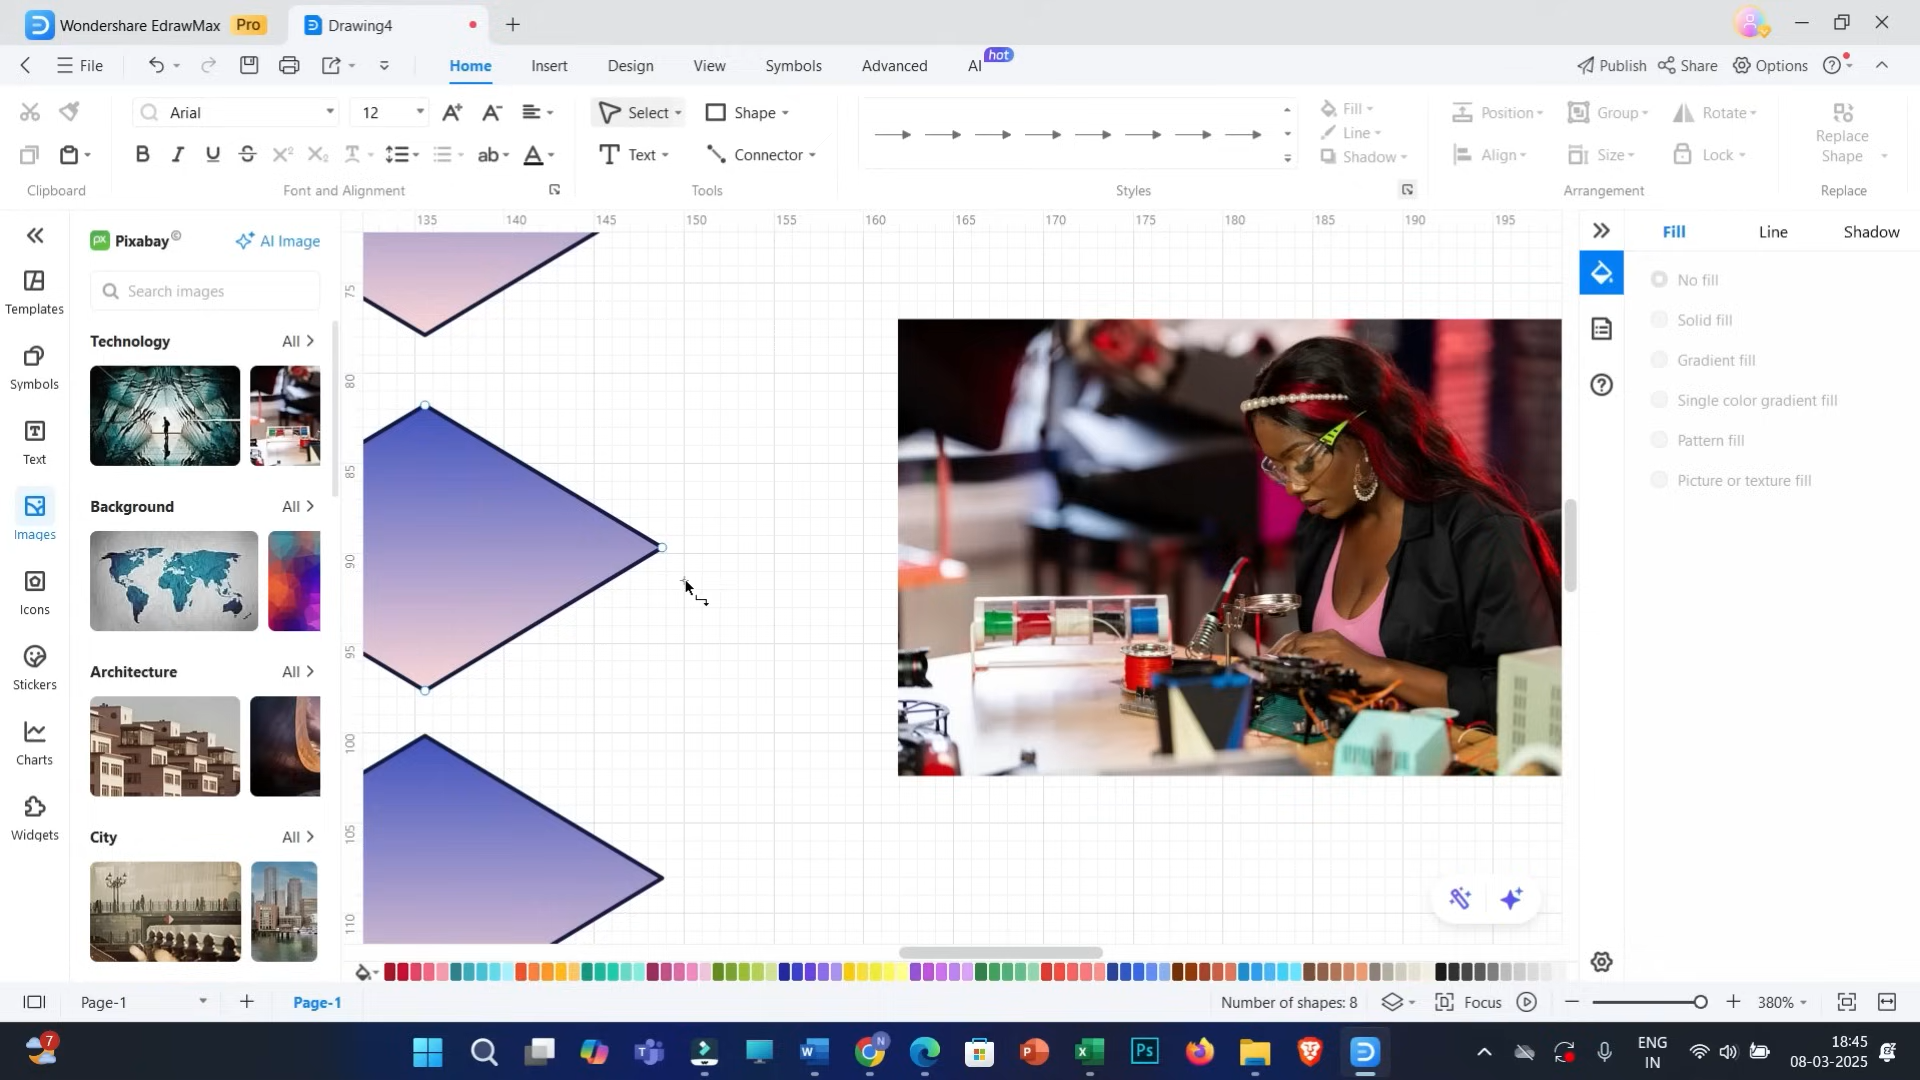 Wondershare EdrawMax Pro
Drawing4
File
Home
Insert
Design
View
Symbols
Advanced
AI
hot
Publish
Share
Options
Arial
12
Select
Shape
Text
Connector
Fill
Line
Shadow
Position
Group
Rotate
Align
Size
Lock
Replace
Shape
Clipboard
Font and Alignment
Tools
Styles
Arrangement
Replace
Templates
Symbols
Text
Images
Icons
Stickers
Charts
Widgets
Pixabay
AI Image
Search images
Technology
All
Background
All
Architecture
All
City
All
135 140 145 150 155 160 165 170 175 180 185 190 195
75
80
85
90
95
100
105
110
Fill
Line
Shadow
No fill
Solid fill
Gradient fill
Single color gradient fill
Pattern fill
Picture or texture fill
Page-1
Page-1
Number of shapes: 8
Focus
380%
7
ENG
IN
18:45
08-03-2025